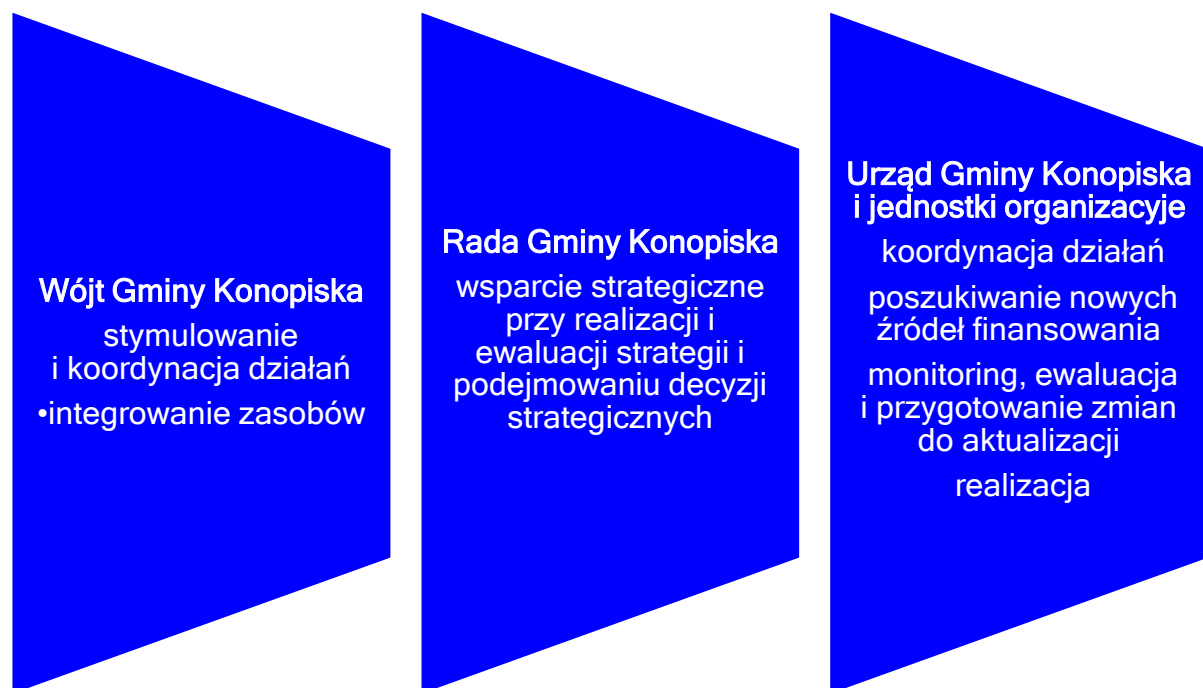 Wójt Gminy Konopiska
stymulowanie
i koordynacja działań
•integrowanie zasobów
Rada Gminy Konopiska
wsparcie strategiczne
przy realizacji i
ewaluacji strategii i
podejmowaniu decyzji
strategicznych
Urząd Gminy Konopiska
i jednostki organizacyje
koordynacja działań
poszukiwanie nowych
źródeł finansowania
monitoring, ewaluacja
i przygotowanie zmian
do aktualizacji
realizacja